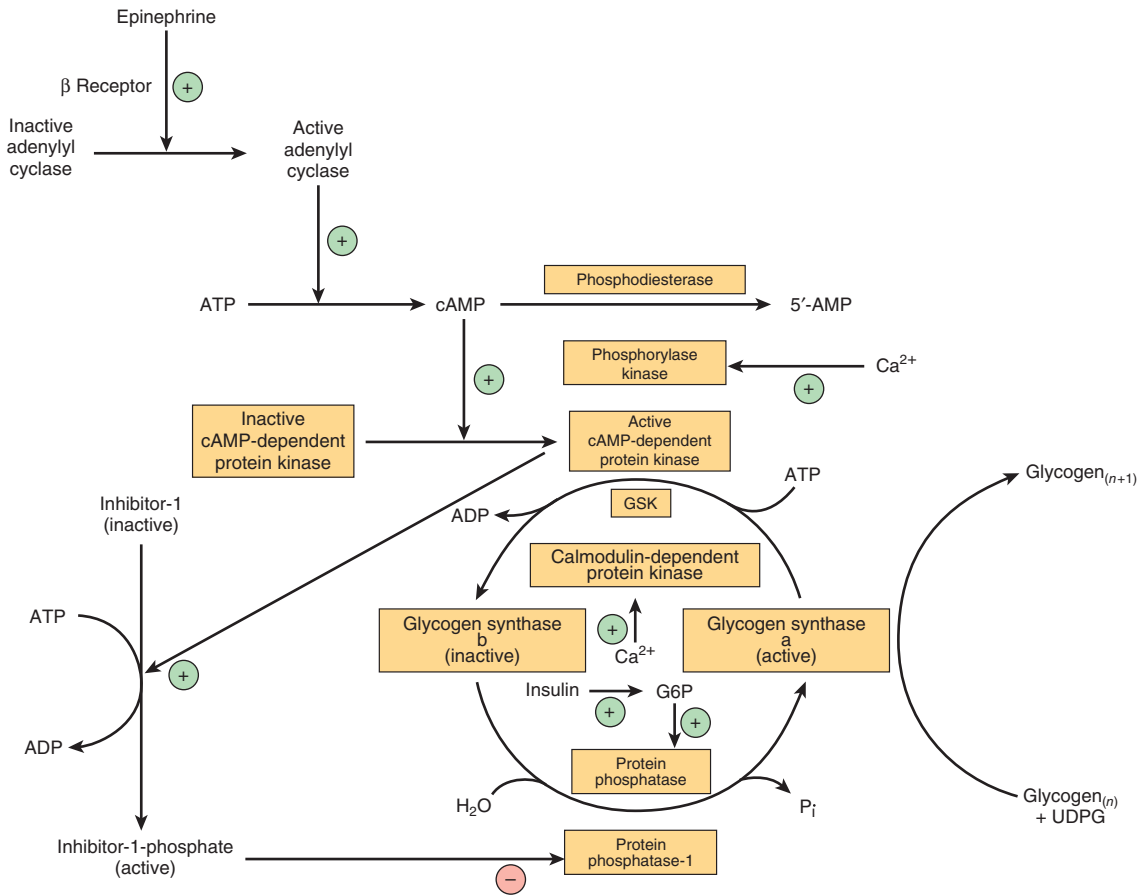 Epinephrine
β Receptor
+
Inactive
adenylyl
cyclase
Active
adenylyl
cyclase
+
ATP
cAMP
Phosphodiesterase
5′-AMP
+
Phosphorylase
kinase
+
Ca²⁺
Inactive
cAMP-dependent
protein kinase
Active
cAMP-dependent
protein kinase
Inhibitor-1
(inactive)
ADP
GSK
ATP
Glycogen(n+1)
Calmodulin-dependent
protein kinase
ATP
+
ADP
Glycogen synthase
b
(inactive)
+
Ca²⁺
Glycogen synthase
a
(active)
Insulin
+
G6P
+
Protein
phosphatase
H₂O
Pi
Glycogen(n)
+ UDPG
Inhibitor-1-phosphate
(active)
−
Protein
phosphatase-1